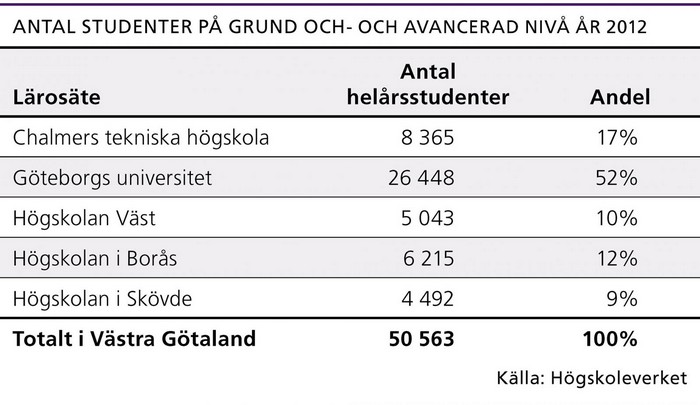 ANTAL STUDENTER PÅ GRUND OCH- OCH AVANCERAD NIVÅ ÅR 2012
Antal
Lärosäte helårsstudenter Andel
Chalmers tekniska högskola 8 365 17%
Göteborgs universitet 26 448 52%
Högskolan Väst 5 043 10%
Högskolan i Borås 6 215 12%
Högskolan i Skövde 4 492 9%
Totalt i Västra Götaland 50 563 100%
Källa: Högskoleverket